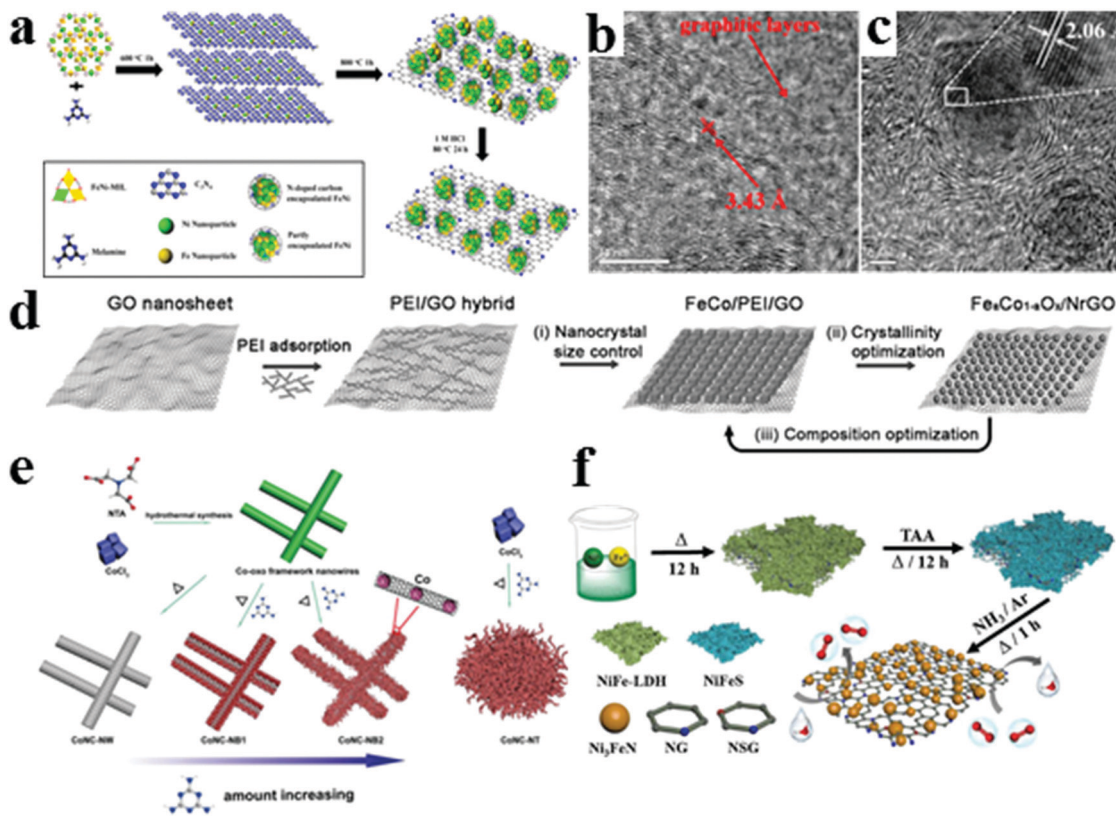 a
600 °C 1h
800 °C 1h
1 M HCl
80 °C 24 h
FeNi-MIL
C₃N₄
N-doped carbon
encapsulated FeNi
Ni Nanoparticle
Melamine
Fe Nanoparticle
Partly
encapsulated FeNi
b
graphitic layers
3.43 Å
c
2.06
d
GO nanosheet
PEI/GO hybrid
FeCo/PEI/GO
PEI adsorption
(i) Nanocrystal
size control
(ii) Crystallinity
optimization
(iii) Composition optimization
e
NTA
hydrothermal synthesis
CoCl₂
Co-oxo framework nanowires
Co
CoCl₂
Δ
Δ
Δ
Δ
CoNC-NW
CoNC-NB1
CoNC-NB2
CoNC-NT
amount increasing
f
Δ
12 h
TAA
Δ / 12 h
NH₃ / Ar
Δ / 1 h
NiFe-LDH
NiFeS
Ni₃FeN
NG
NSG